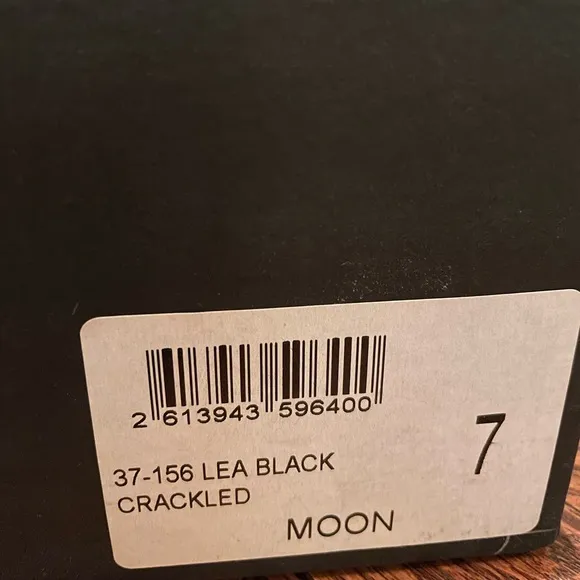 2 613943 596400
7
37-156 LEA BLACK
CRACKLED
MOON